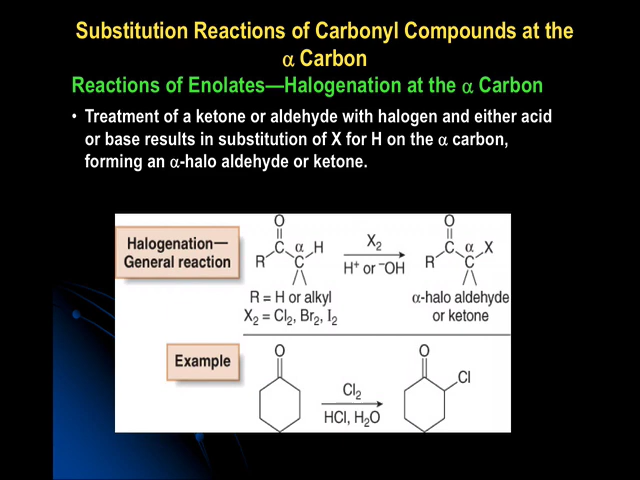 Substitution Reactions of Carbonyl Compounds at the
α Carbon
Reactions of Enolates—Halogenation at the α Carbon
• Treatment of a ketone or aldehyde with halogen and either acid
or base results in substitution of X for H on the α carbon,
forming an α-halo aldehyde or ketone.
Halogenation—
General reaction
O
R C α H
C
X₂
H⁺ or ⁻OH
O
R C α X
C
R = H or alkyl
X₂ = Cl₂, Br₂, I₂
α-halo aldehyde
or ketone
Example
O
Cl₂
HCl, H₂O
O
Cl